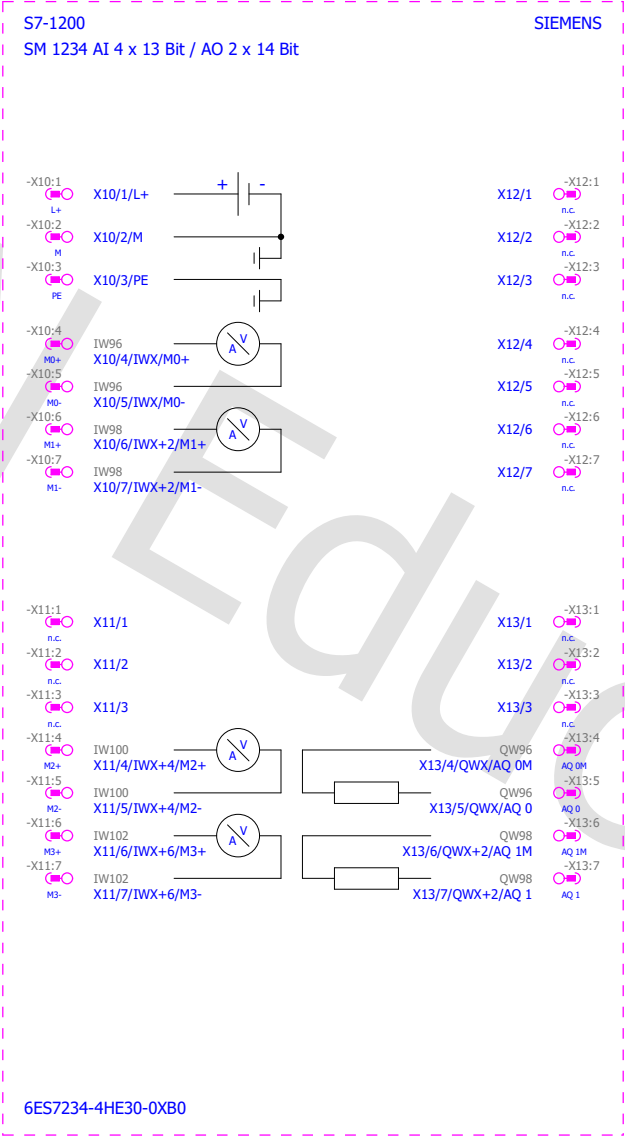 S7-1200 SIEMENS
SM 1234 AI 4 x 13 Bit / AO 2 x 14 Bit
-X10:1 X10/1/L+ + - X12/1 -X12:1
L+ n.c.
-X10:2 X10/2/M X12/2 -X12:2
M n.c.
-X10:3 X10/3/PE X12/3 -X12:3
PE n.c.
-X10:4 IW96 V A X12/4 -X12:4
M0+ X10/4/IWX/M0+ n.c.
-X10:5 IW96 X12/5 -X12:5
M0- X10/5/IWX/M0- n.c.
-X10:6 IW98 V A X12/6 -X12:6
M1+ X10/6/IWX+2/M1+ n.c.
-X10:7 IW98 X12/7 -X12:7
M1- X10/7/IWX+2/M1- n.c.
Educ
-X11:1 X11/1 X13/1 -X13:1
n.c. n.c.
-X11:2 X11/2 X13/2 -X13:2
n.c. n.c.
-X11:3 X11/3 X13/3 -X13:3
n.c. n.c.
-X11:4 IW100 V A QW96 -X13:4
M2+ X11/4/IWX+4/M2+ X13/4/QWX/AQ 0M AQ 0M
-X11:5 IW100 QW96 -X13:5
M2- X11/5/IWX+4/M2- X13/5/QWX/AQ 0 AQ 0
-X11:6 IW102 V A QW98 -X13:6
M3+ X11/6/IWX+6/M3+ X13/6/QWX+2/AQ 1M AQ 1M
-X11:7 IW102 QW98 -X13:7
M3- X11/7/IWX+6/M3- X13/7/QWX+2/AQ 1 AQ 1
6ES7234-4HE30-0XB0